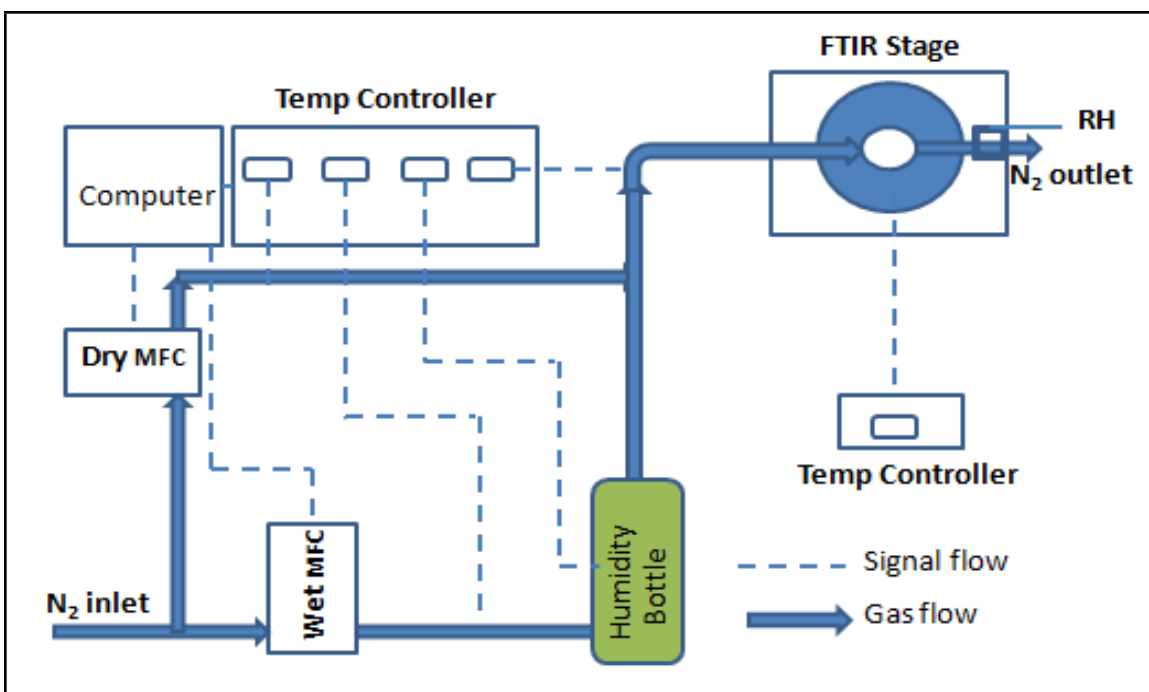 FTIR Stage
Temp Controller
RH
Computer
N₂ outlet
Dry MFC
Temp Controller
Wet MFC
Humidity
Bottle
Signal flow
N₂ inlet
Gas flow